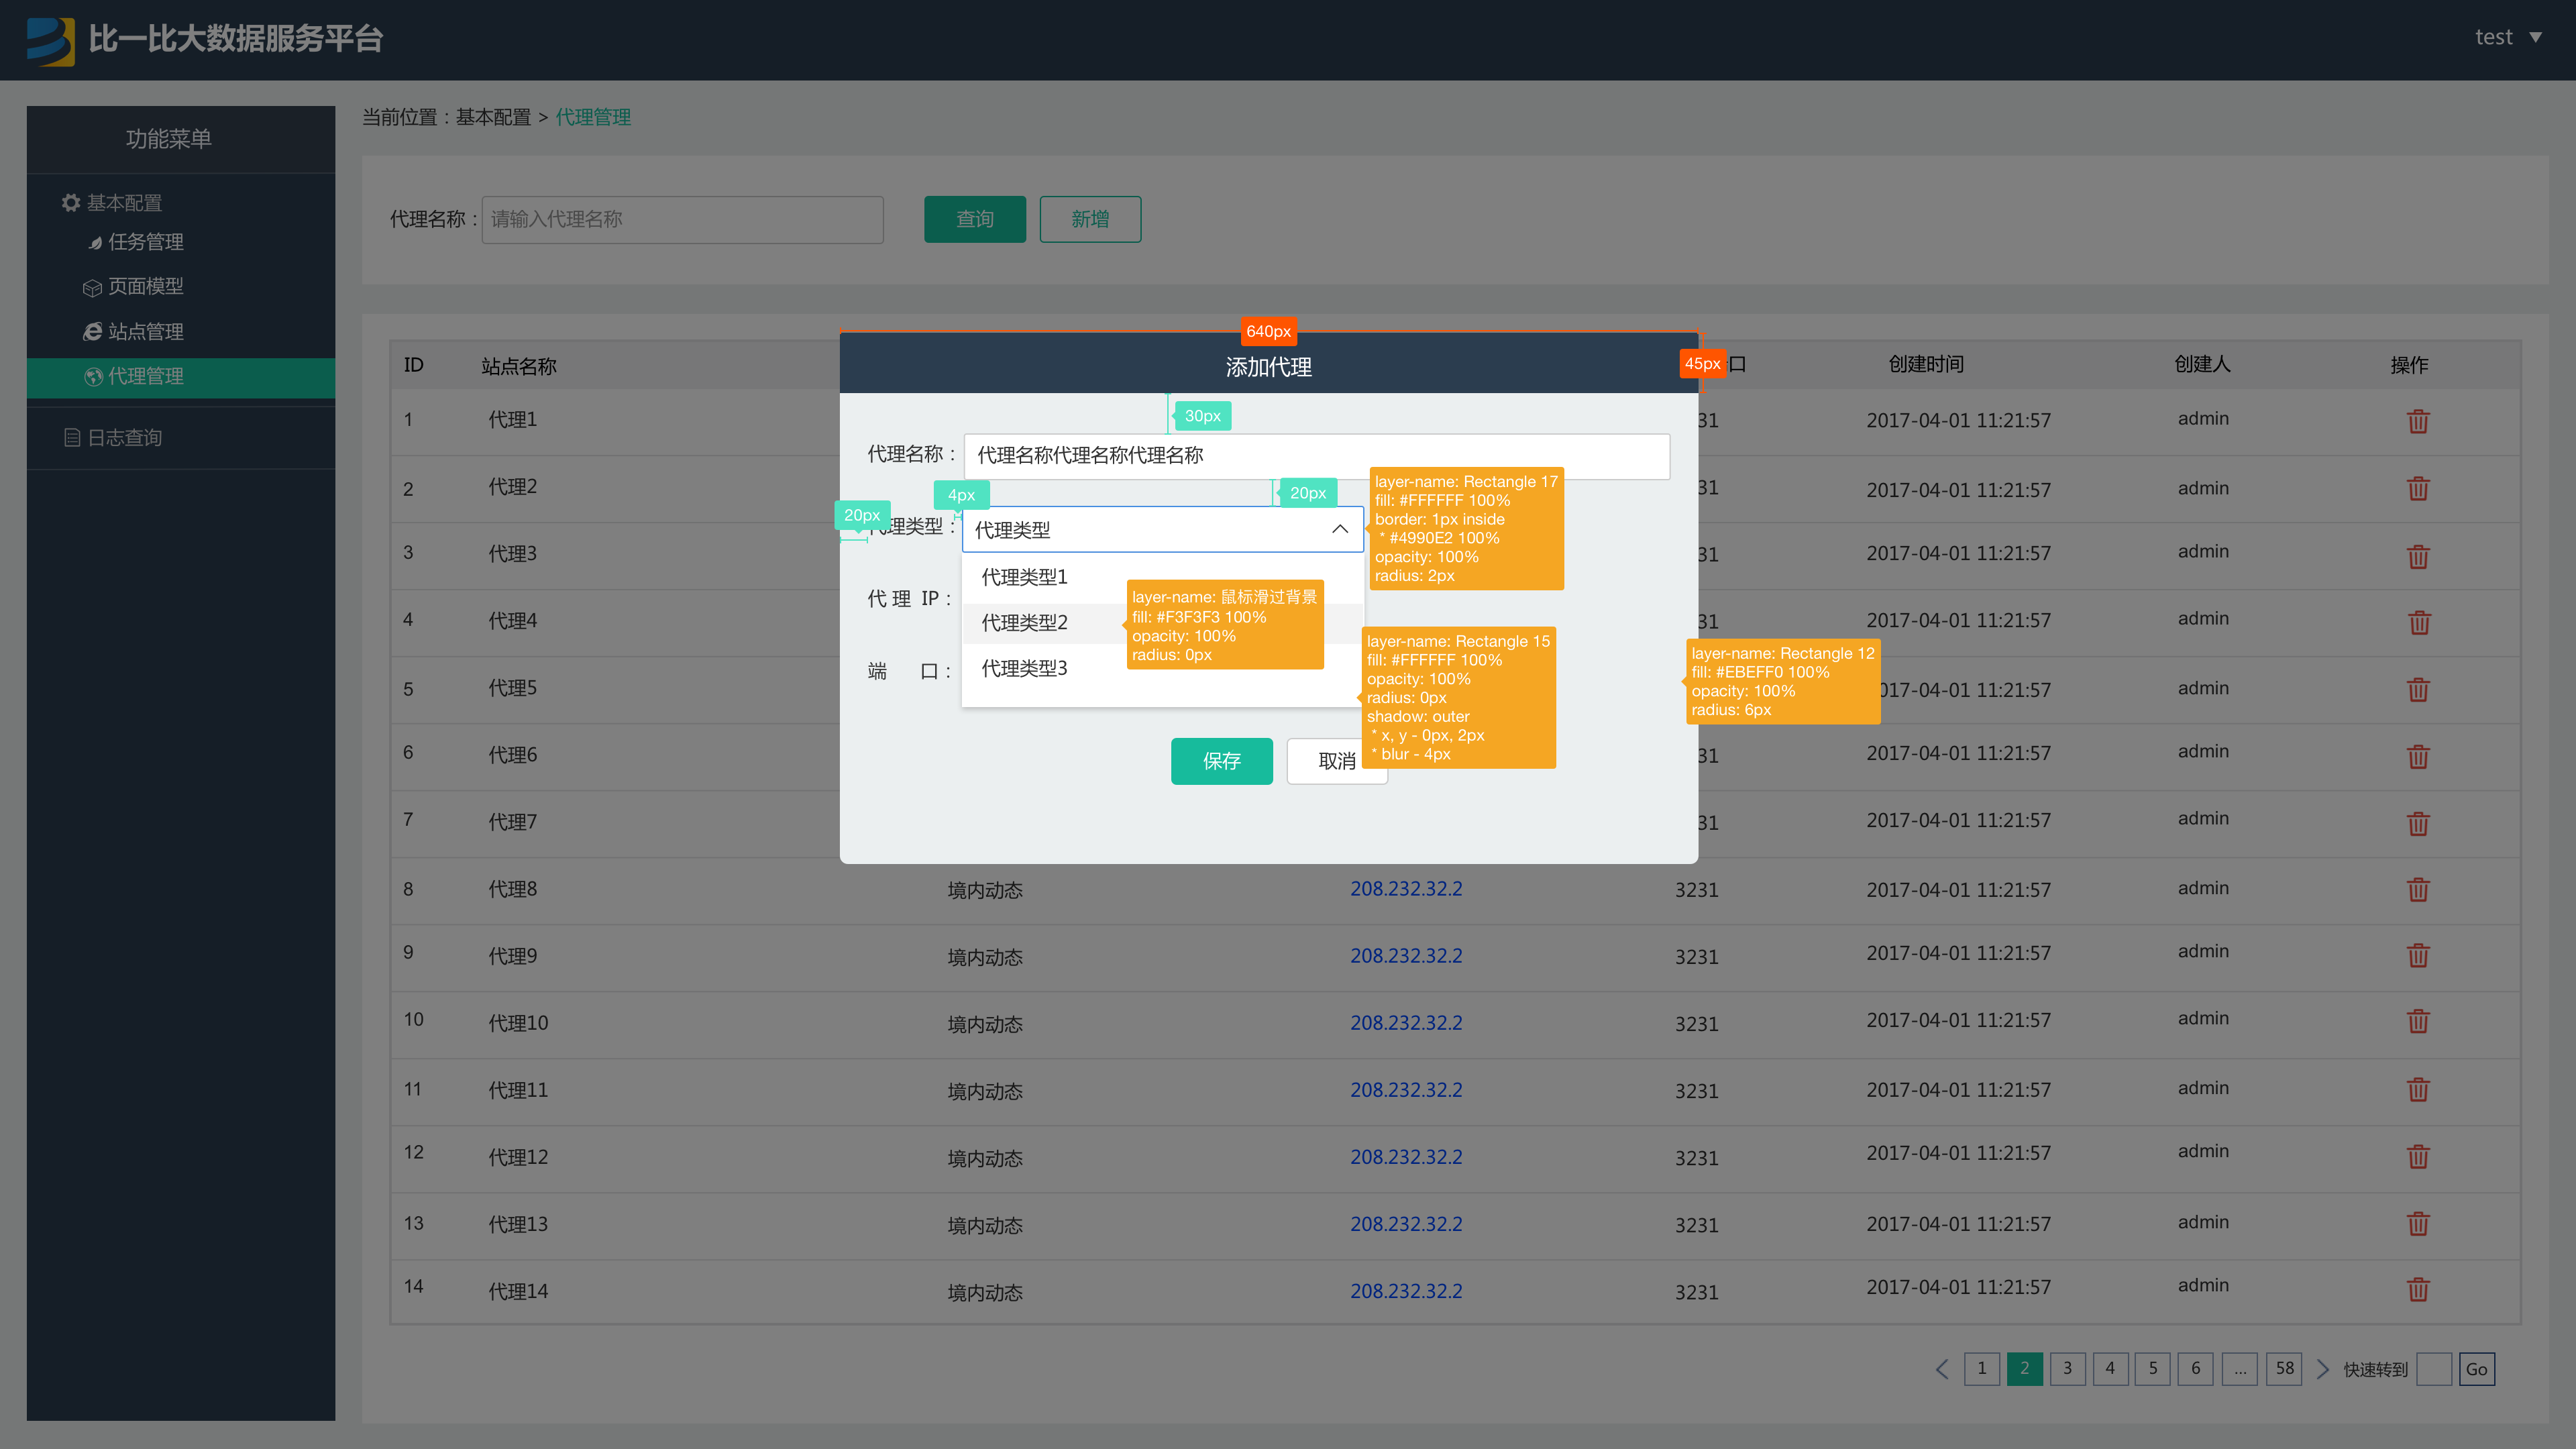 比一比大数据服务平台
test
功能菜单
基本配置
任务管理
页面模型
站点管理
代理管理
日志查询
当前位置：基本配置 > 代理管理
代理名称： 请输入代理名称 查询 新增
640px
添加代理
45px
30px
代理名称： 代理名称代理名称代理名称
20px
4px
20px
代理类型： 代理类型
代理类型1
代理类型2
代理类型3
代 理 IP：
端 口：
保存 取消
layer-name: Rectangle 17
fill: #FFFFFF 100%
border: 1px inside
* #4990E2 100%
opacity: 100%
radius: 2px
layer-name: 鼠标滑过背景
fill: #F3F3F3 100%
opacity: 100%
radius: 0px
layer-name: Rectangle 15
fill: #FFFFFF 100%
opacity: 100%
radius: 0px
shadow: outer
* x, y - 0px, 2px
* blur - 4px
layer-name: Rectangle 12
fill: #EBEFF0 100%
opacity: 100%
radius: 6px
ID 站点名称 口 创建时间 创建人 操作
1 代理1 31 2017-04-01 11:21:57 admin
2 代理2 31 2017-04-01 11:21:57 admin
3 代理3 31 2017-04-01 11:21:57 admin
4 代理4 31 2017-04-01 11:21:57 admin
5 代理5 017-04-01 11:21:57 admin
6 代理6 31 2017-04-01 11:21:57 admin
7 代理7 31 2017-04-01 11:21:57 admin
8 代理8 境内动态 208.232.32.2 3231 2017-04-01 11:21:57 admin
9 代理9 境内动态 208.232.32.2 3231 2017-04-01 11:21:57 admin
10 代理10 境内动态 208.232.32.2 3231 2017-04-01 11:21:57 admin
11 代理11 境内动态 208.232.32.2 3231 2017-04-01 11:21:57 admin
12 代理12 境内动态 208.232.32.2 3231 2017-04-01 11:21:57 admin
13 代理13 境内动态 208.232.32.2 3231 2017-04-01 11:21:57 admin
14 代理14 境内动态 208.232.32.2 3231 2017-04-01 11:21:57 admin
1 2 3 4 5 6 ... 58 快速转到 Go